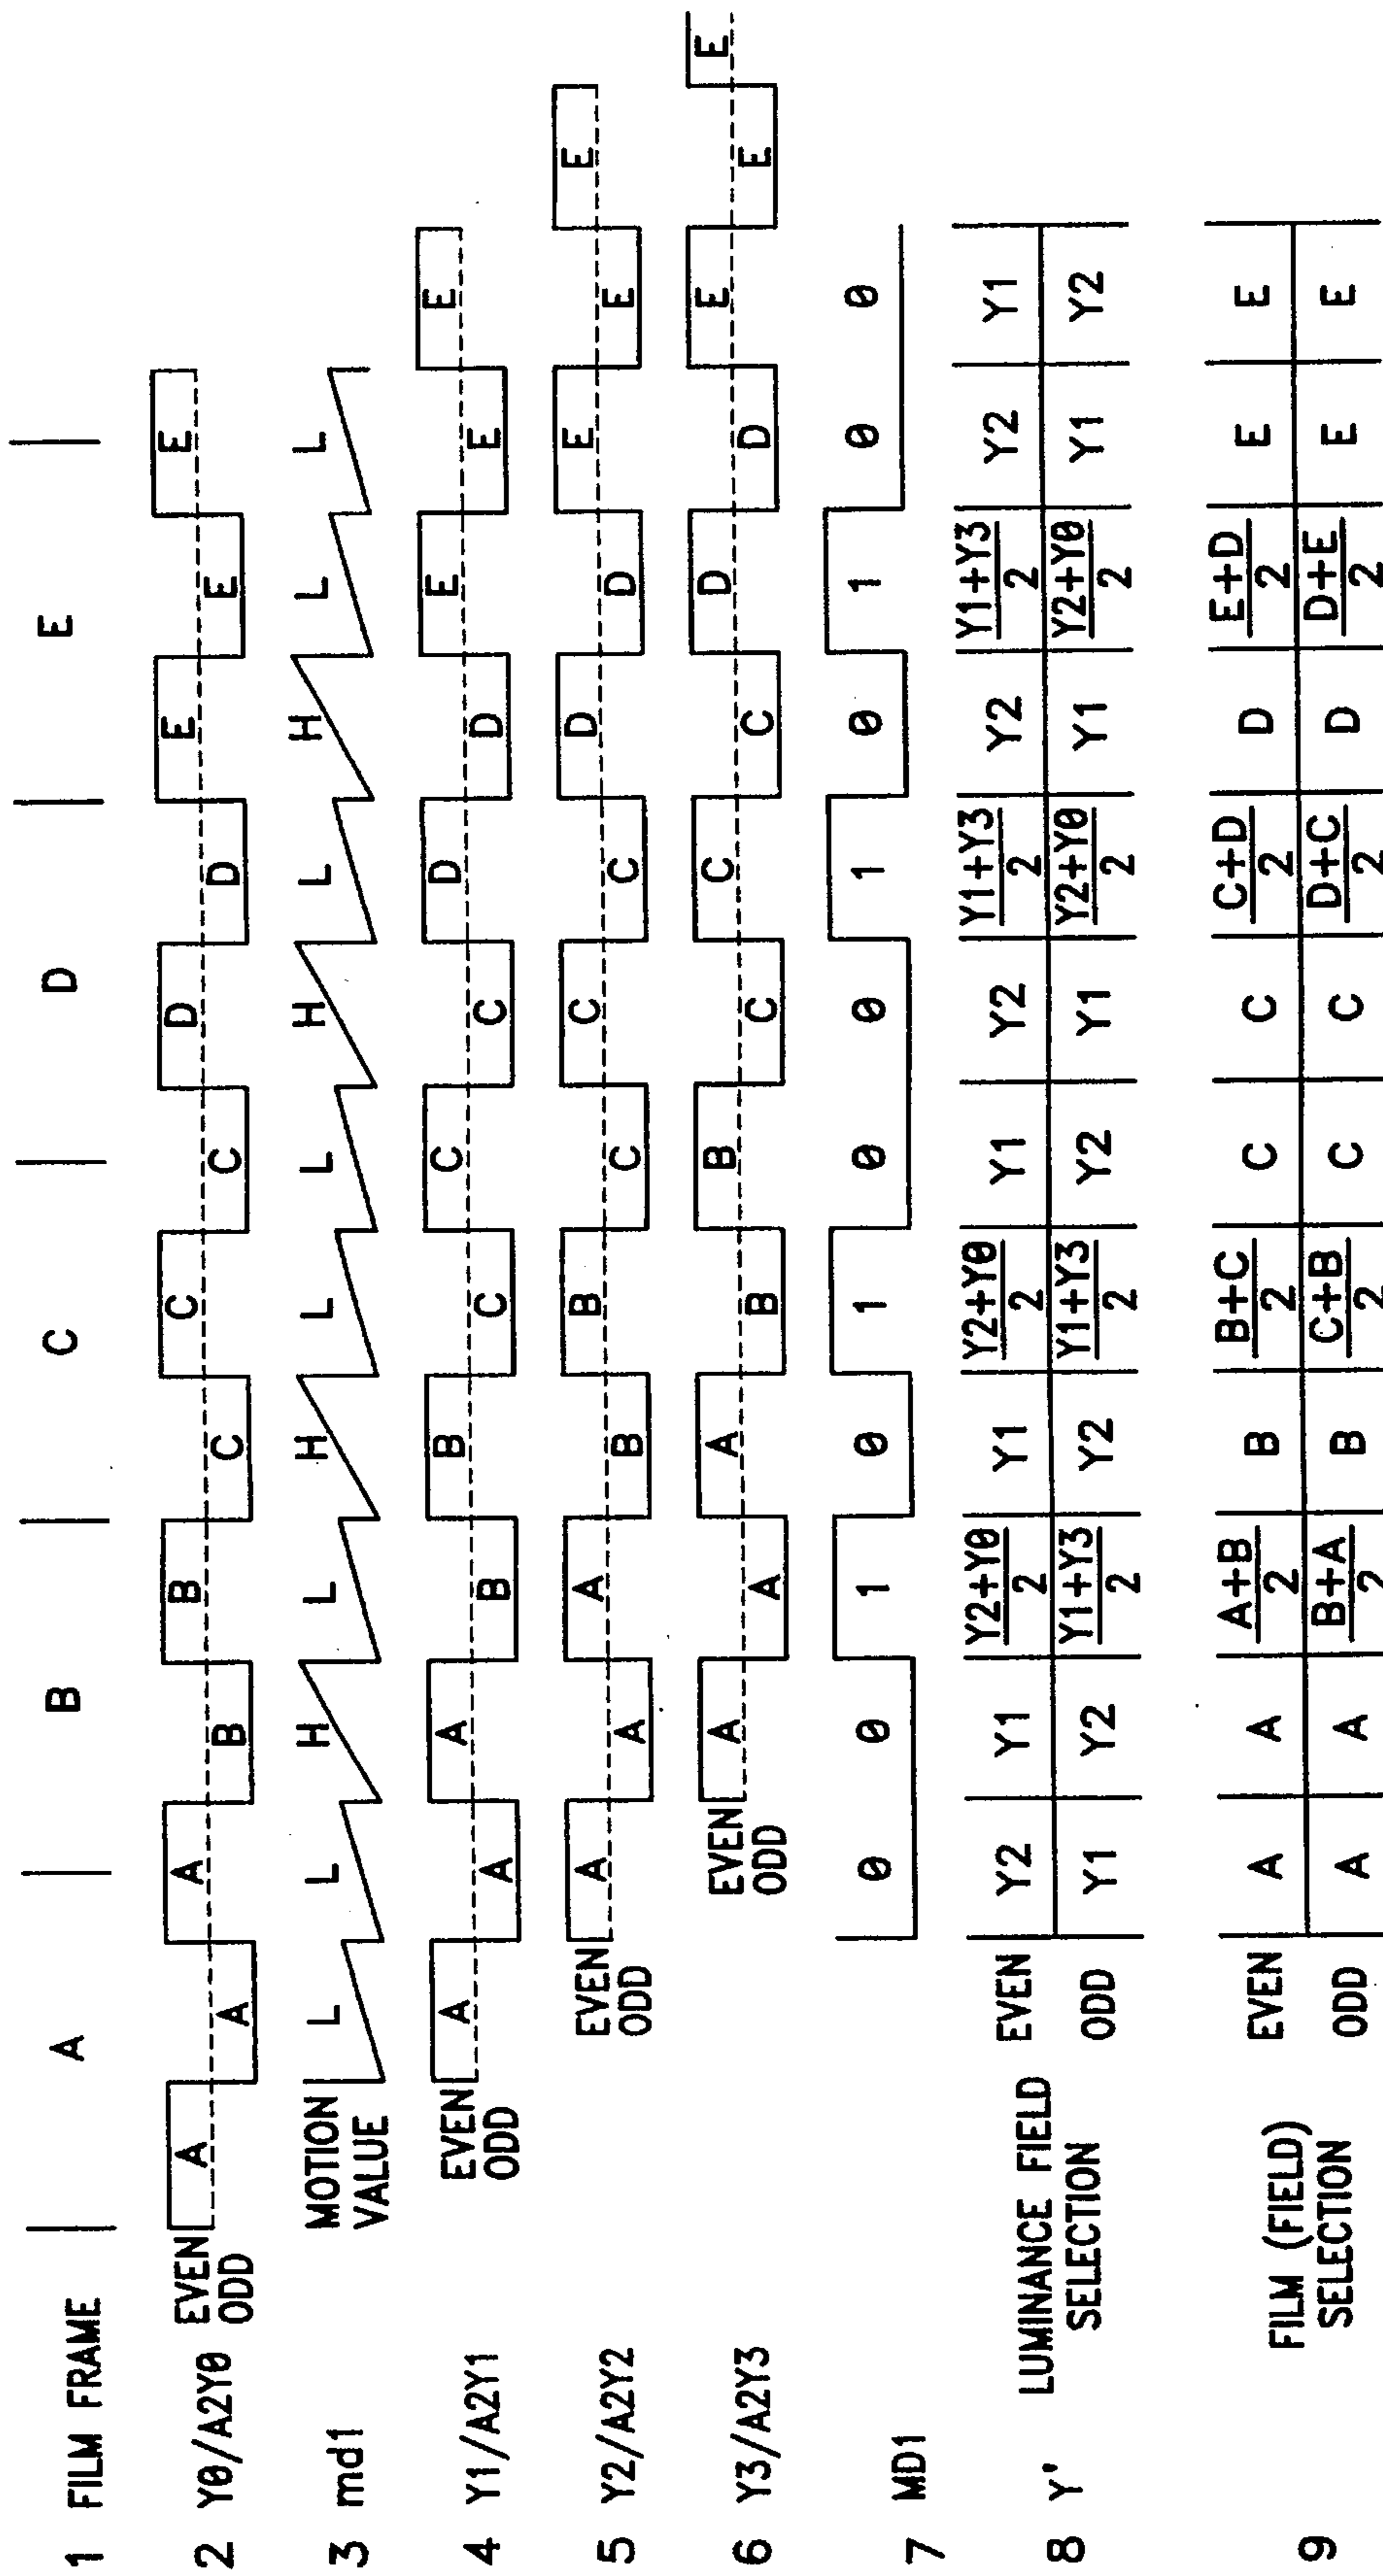 1 FILM FRAME A B C D E
2 Y0/A2Y0 EVEN ODD A A A B B C C C D D E E E
3 md1 MOTION VALUE L L H L H L L H L H L L
4 Y1/A2Y1 EVEN ODD A A A B B C C C D D E E E
5 Y2/A2Y2 EVEN ODD A A A B B C C C D D E E E
6 Y3/A2Y3 EVEN ODD A A A B B C C C D D E E E
7 MD1 0 0 1 0 1 0 0 1 0 1 0 0
8 Y' LUMINANCE FIELD SELECTION
EVEN Y2 Y1 Y2+Y0/2 Y1 Y2+Y0/2 Y1 Y2 Y1+Y3/2 Y2 Y1+Y3/2 Y2 Y1
ODD Y1 Y2 Y1+Y3/2 Y2 Y1+Y3/2 Y2 Y1 Y2+Y0/2 Y1 Y2+Y0/2 Y1 Y2
9 FILM (FIELD) SELECTION
EVEN A A A+B/2 B B+C/2 C C C+D/2 D E+D/2 E E
ODD A A B+A/2 B C+B/2 C C D+C/2 D D+E/2 E E